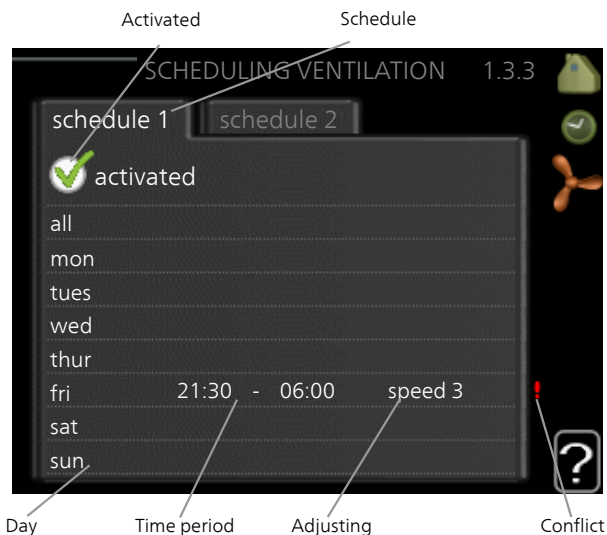 Activated Schedule
SCHEDULING VENTILATION 1.3.3
schedule 1 schedule 2
activated
all
mon
tues
wed
thur
fri 21:30 - 06:00 speed 3 !
sat
sun
?
Day Time period Adjusting Conflict